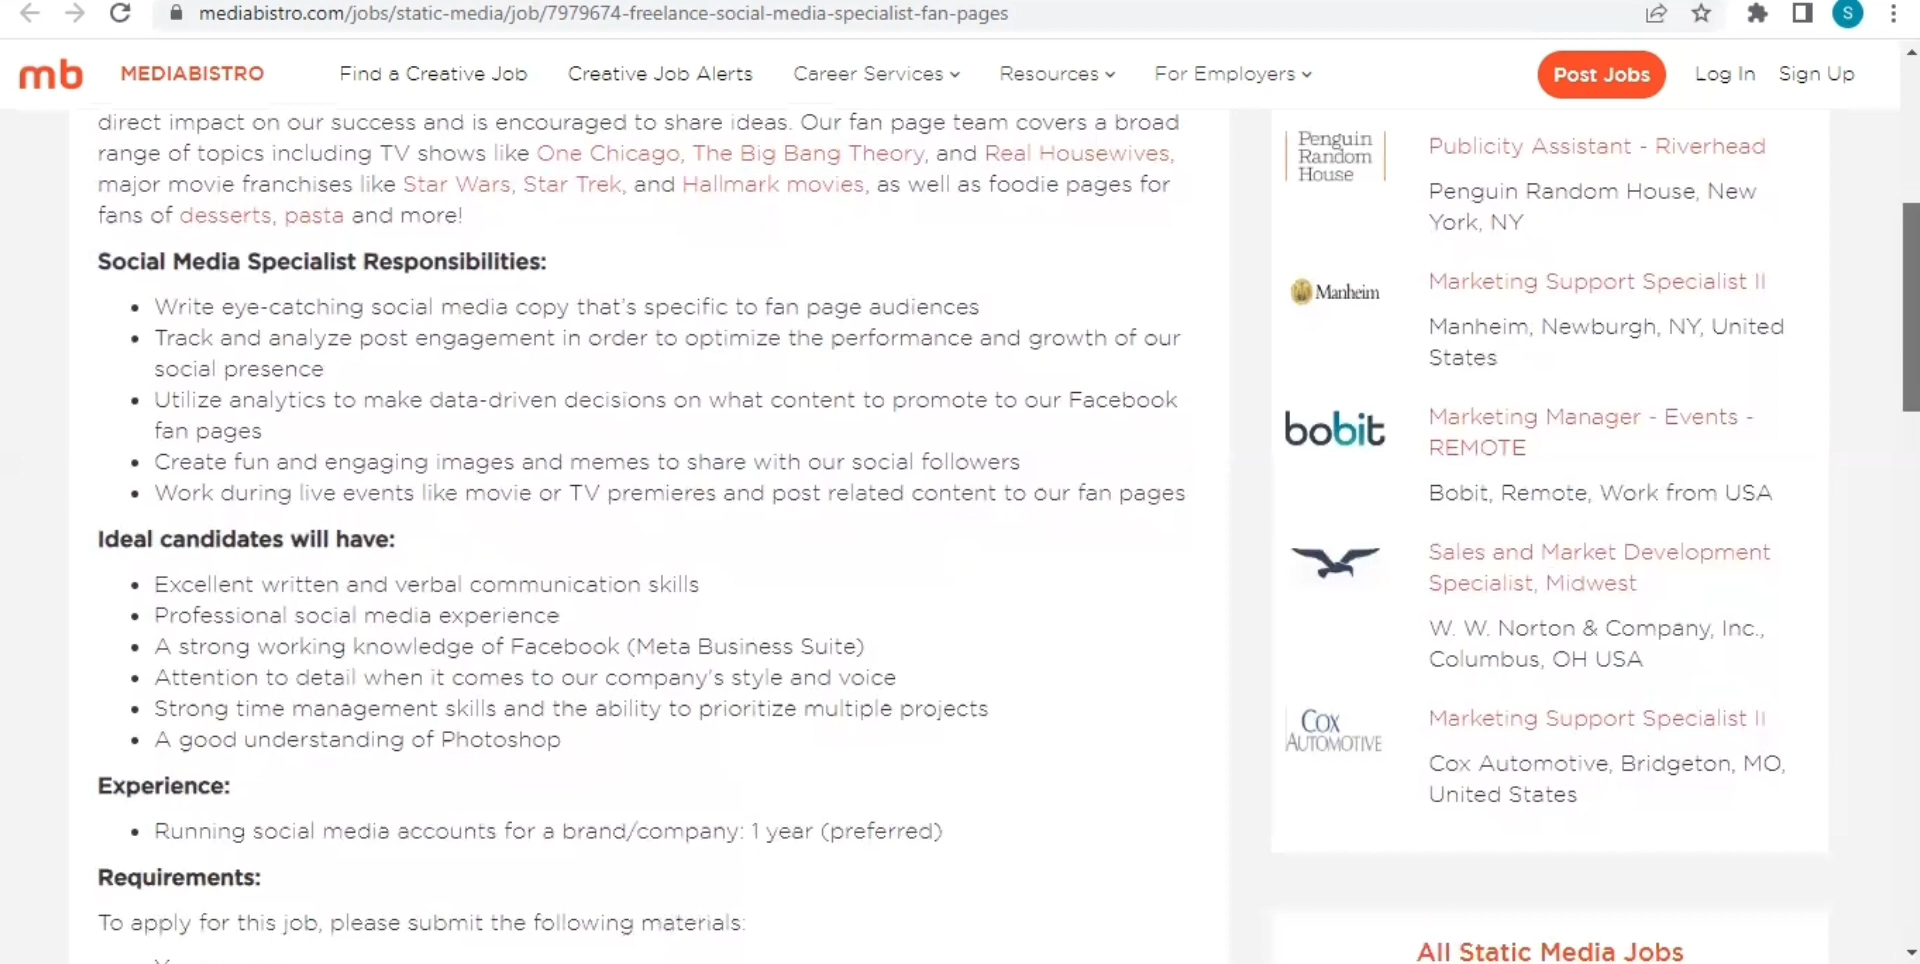 mediabistro.com/jobs/static-media/job/7979674-freelance-social-media-specialist-fan-pages
S
mb MEDIABISTRO Find a Creative Job Creative Job Alerts Career Services Resources For Employers Post Jobs Log In Sign Up
direct impact on our success and is encouraged to share ideas. Our fan page team covers a broad
range of topics including TV shows like One Chicago, The Big Bang Theory, and Real Housewives,
major movie franchises like Star Wars, Star Trek, and Hallmark movies, as well as foodie pages for
fans of desserts, pasta and more!
Social Media Specialist Responsibilities:
• Write eye-catching social media copy that's specific to fan page audiences
• Track and analyze post engagement in order to optimize the performance and growth of our
social presence
• Utilize analytics to make data-driven decisions on what content to promote to our Facebook
fan pages
• Create fun and engaging images and memes to share with our social followers
• Work during live events like movie or TV premieres and post related content to our fan pages
Ideal candidates will have:
• Excellent written and verbal communication skills
• Professional social media experience
• A strong working knowledge of Facebook (Meta Business Suite)
• Attention to detail when it comes to our company's style and voice
• Strong time management skills and the ability to prioritize multiple projects
• A good understanding of Photoshop
Experience:
• Running social media accounts for a brand/company: 1 year (preferred)
Requirements:
To apply for this job, please submit the following materials:
Penguin
Random
House
Publicity Assistant - Riverhead
Penguin Random House, New
York, NY
Manheim
Marketing Support Specialist II
Manheim, Newburgh, NY, United
States
bobit
Marketing Manager - Events -
REMOTE
Bobit, Remote, Work from USA
Sales and Market Development
Specialist, Midwest
W. W. Norton & Company, Inc.,
Columbus, OH USA
COX
AUTOMOTIVE
Marketing Support Specialist II
Cox Automotive, Bridgeton, MO,
United States
All Static Media Jobs